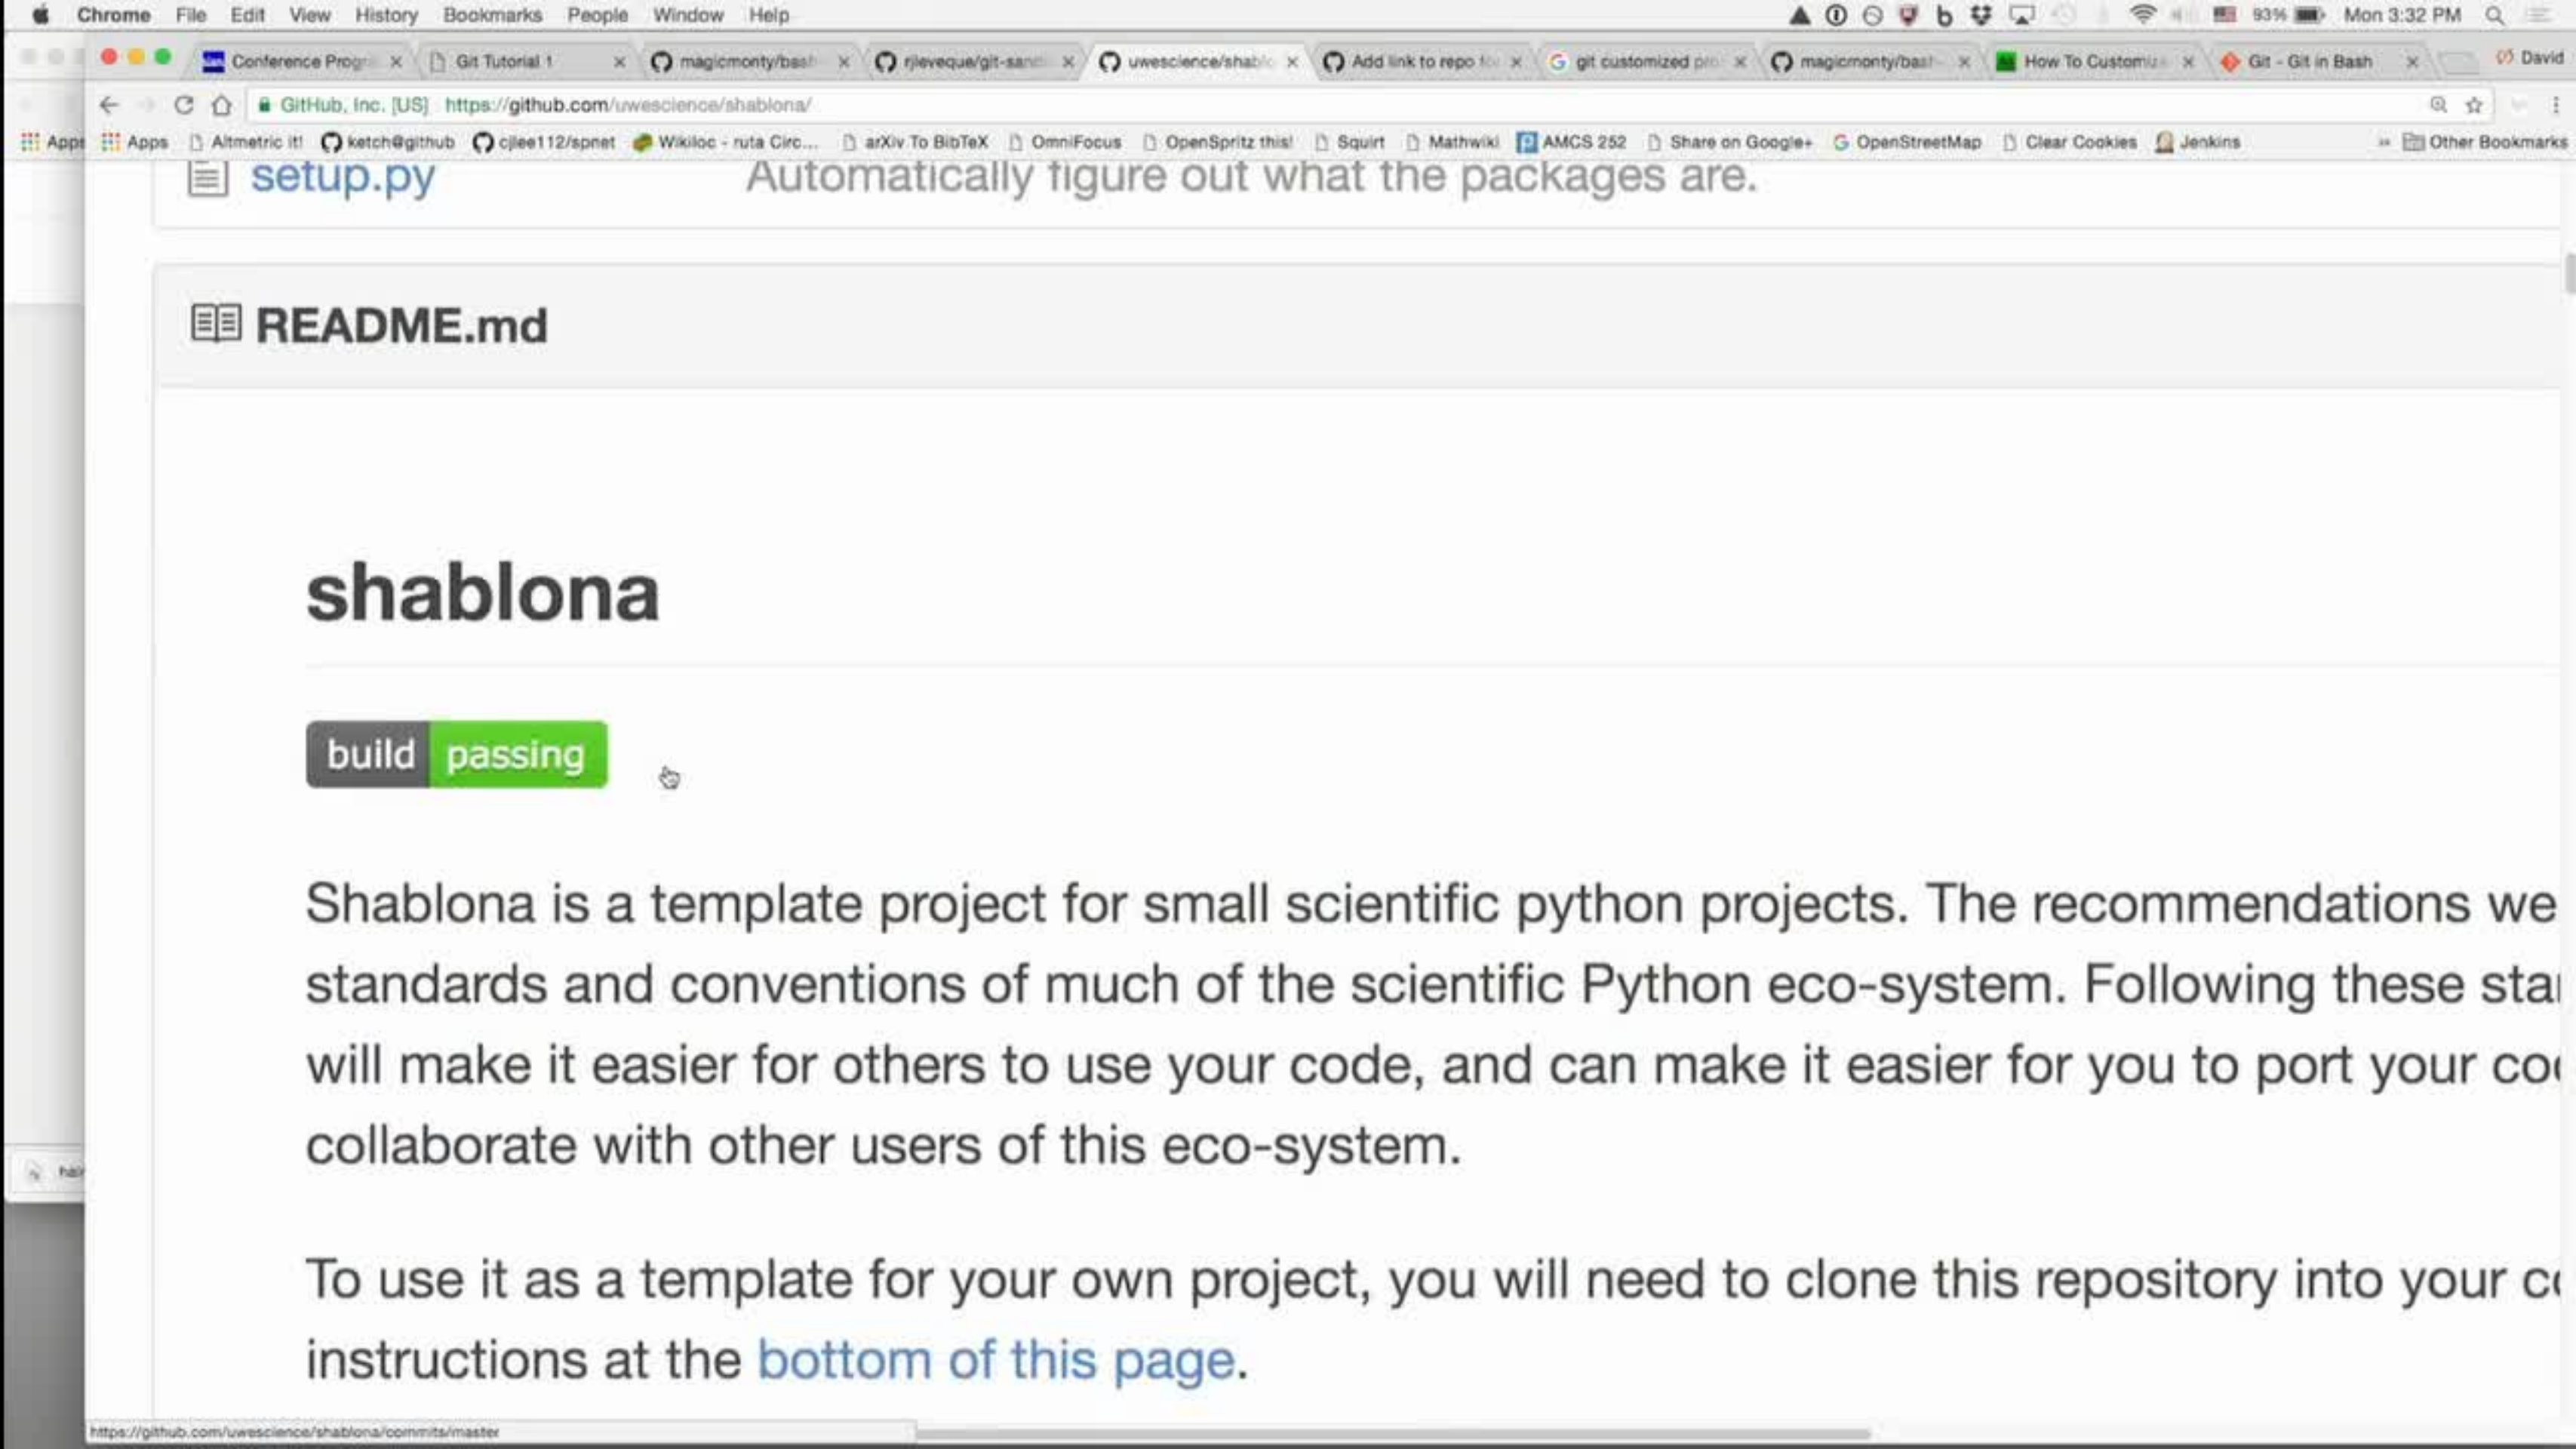 Chrome File Edit View History Bookmarks People Window Help 93% Mon 3:32 PM
Conference Progr Git Tutorial 1 magicmonty/bash rjleveque/git-sand uwescience/shablo Add link to repo for git customized pro magicmonty/bash- How To Customiz Git - Git in Bash David
GitHub, Inc. [US] https://github.com/uwescience/shablona/
Apps Apps Altmetric it! ketch@github cjlee112/spnet Wikiloc - ruta Circ... arXiv To BibTeX OmniFocus OpenSpritz this! Squirt Mathwiki AMCS 252 Share on Google+ OpenStreetMap Clear Cookies Jenkins » Other Bookmarks
setup.py Automatically figure out what the packages are.
README.md
shablona
build passing
Shablona is a template project for small scientific python projects. The recommendations we
standards and conventions of much of the scientific Python eco-system. Following these sta
will make it easier for others to use your code, and can make it easier for you to port your co
collaborate with other users of this eco-system.
To use it as a template for your own project, you will need to clone this repository into your c
instructions at the bottom of this page.
https://github.com/uwescience/shablona/commits/master